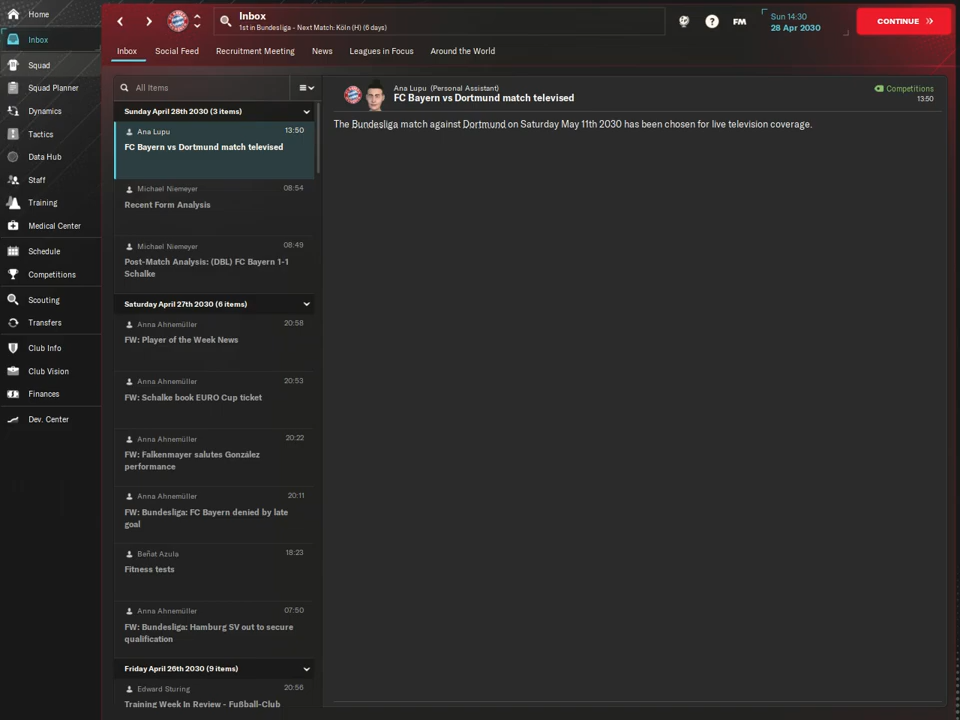 Home
Inbox
Squad
Squad Planner
Dynamics
Tactics
Data Hub
Staff
Training
Medical Center
Schedule
Competitions
Scouting
Transfers
Club Info
Club Vision
Finances
Dev. Center
Inbox
1st in Bundesliga - Next Match: Köln (H) (6 days)
?
FM
Sun 14:30
28 Apr 2030
CONTINUE
Inbox
Social Feed
Recruitment Meeting
News
Leagues in Focus
Around the World
All Items
Sunday April 28th 2030 (3 items)
Ana Lupu
13:50
FC Bayern vs Dortmund match televised
Michael Niemeyer
08:54
Recent Form Analysis
Michael Niemeyer
08:49
Post-Match Analysis: (DBL) FC Bayern 1-1
Schalke
Saturday April 27th 2030 (6 items)
Anna Ahnemüller
20:58
FW: Player of the Week News
Anna Ahnemüller
20:53
FW: Schalke book EURO Cup ticket
Anna Ahnemüller
20:22
FW: Falkenmayer salutes González
performance
Anna Ahnemüller
20:11
FW: Bundesliga: FC Bayern denied by late
goal
Beñat Azula
18:23
Fitness tests
Anna Ahnemüller
07:50
FW: Bundesliga: Hamburg SV out to secure
qualification
Friday April 26th 2030 (9 items)
Edward Sturing
20:56
Training Week In Review - Fußball-Club
Ana Lupu (Personal Assistant)
FC Bayern vs Dortmund match televised
Competitions
13:50
The Bundesliga match against Dortmund on Saturday May 11th 2030 has been chosen for live television coverage.